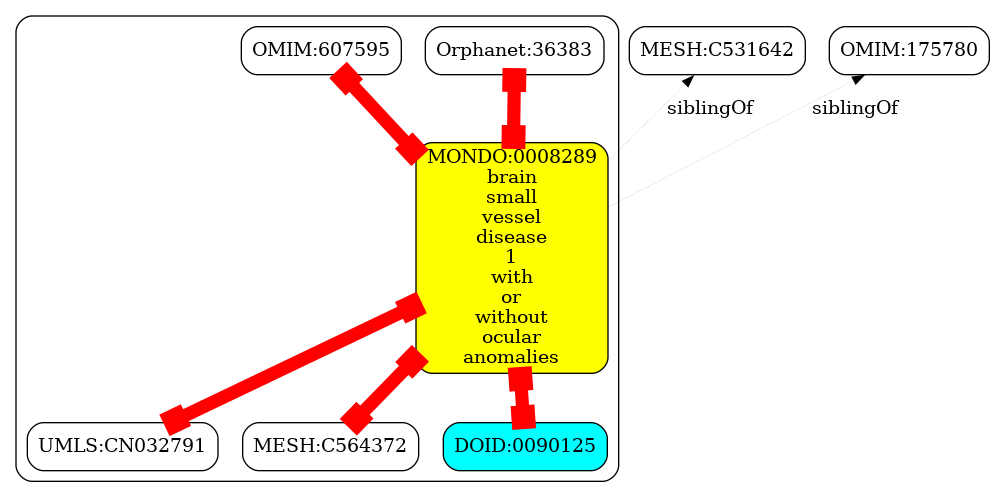 OMIM:607595
Orphanet:36383
MESH:C531642
OMIM:175780
siblingOf
siblingOf
MONDO:0008289
brain
small
vessel
disease
1
with
or
without
ocular
anomalies
UMLS:CN032791
MESH:C564372
DOID:0090125